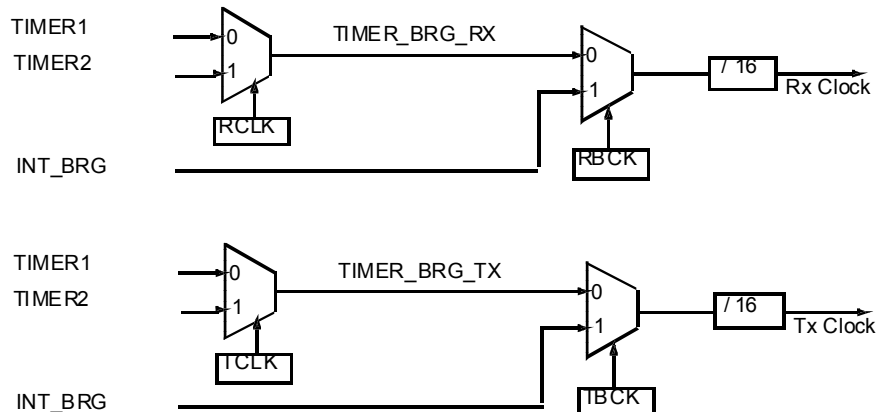 TIMER1
TIMER2
0
1
TIMER_BRG_RX
0
1
/ 16
Rx Clock
RCLK
RBCK
INT_BRG
TIMER1
TIMER2
0
1
TIMER_BRG_TX
0
1
/ 16
Tx Clock
TCLK
TBCK
INT_BRG